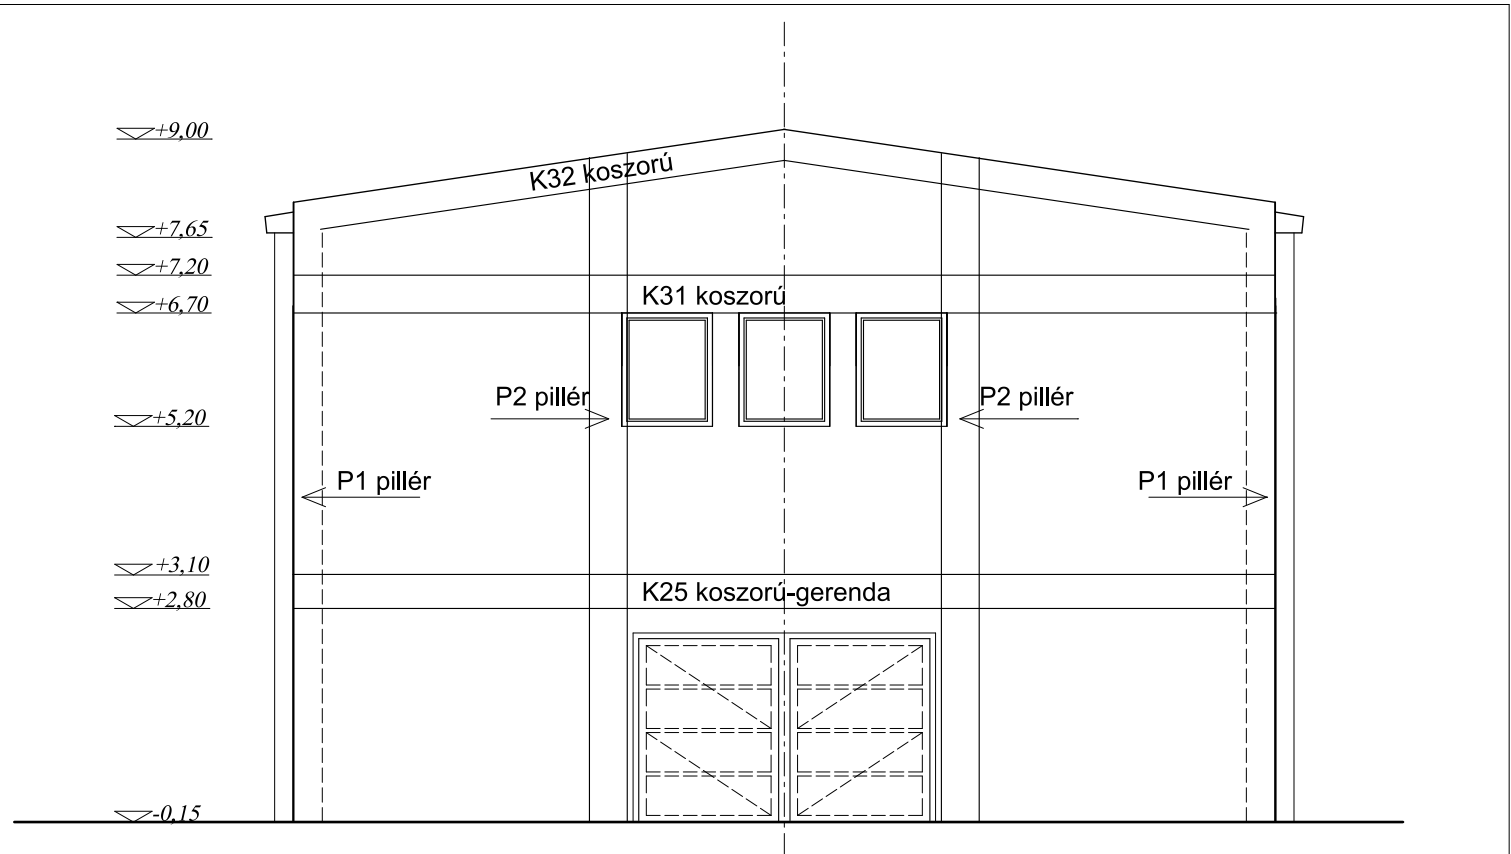 +9,00
K32 koszorú
+7,65
+7,20
K31 koszorú
+6,70
P2 pillér
P2 pillér
+5,20
P1 pillér
P1 pillér
+3,10
K25 koszorú-gerenda
+2,80
-0,15